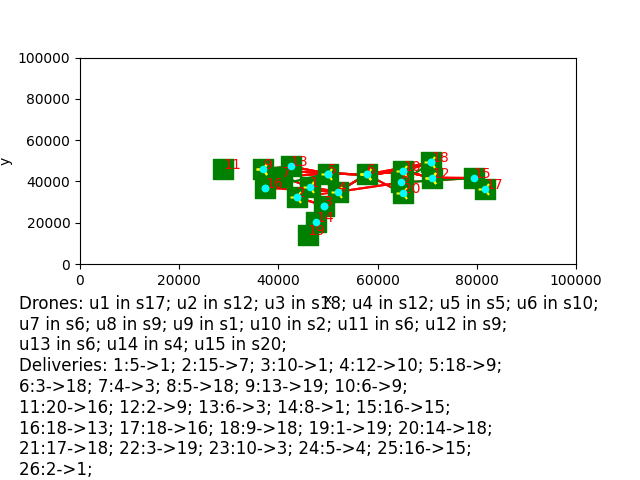 100000
80000
60000
40000
20000
0
y
11
3
18
5
17
0 20000 40000 60000 80000 100000
x
Drones: u1 in s17; u2 in s12; u3 in s18; u4 in s12; u5 in s5; u6 in s10;
u7 in s6; u8 in s9; u9 in s1; u10 in s2; u11 in s6; u12 in s9;
u13 in s6; u14 in s4; u15 in s20;
Deliveries: 1:5->1; 2:15->7; 3:10->1; 4:12->10; 5:18->9;
6:3->18; 7:4->3; 8:5->18; 9:13->19; 10:6->9;
11:20->16; 12:2->9; 13:6->3; 14:8->1; 15:16->15;
16:18->13; 17:18->16; 18:9->18; 19:1->19; 20:14->18;
21:17->18; 22:3->19; 23:10->3; 24:5->4; 25:16->15;
26:2->1;